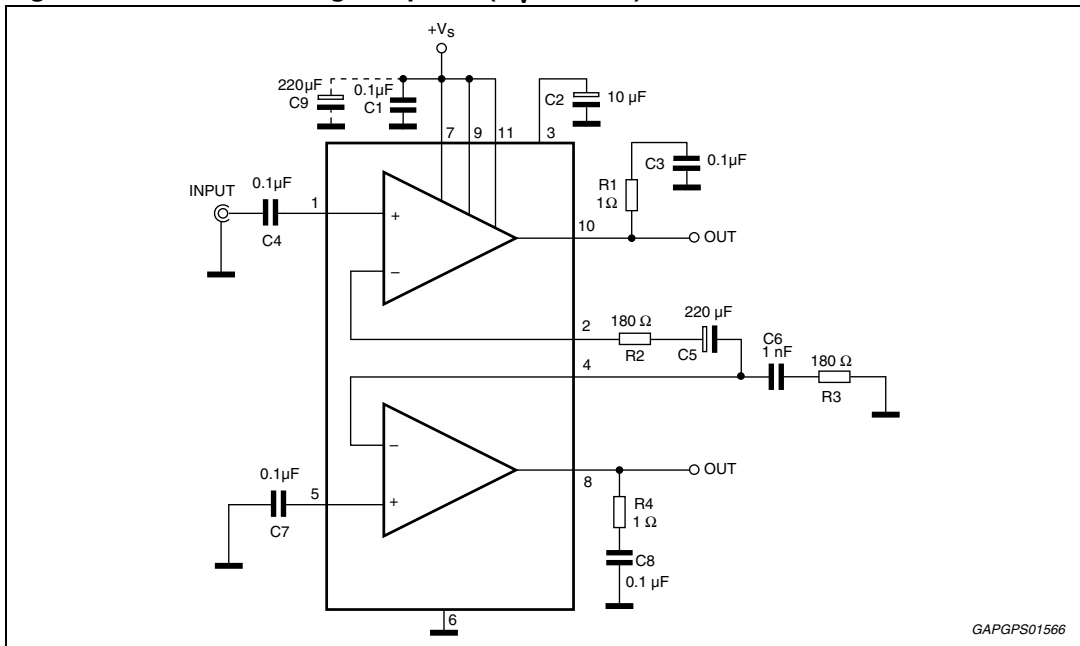 +VS
220µF
C9
0.1µF
C1
C2
10 µF
7
9
11
3
C3
0.1µF
R1
1Ω
INPUT
0.1µF
C4
1
+
–
10
OUT
2
180 Ω
R2
220 µF
C5
C6
1 nF
180 Ω
R3
4
–
+
8
OUT
0.1µF
C7
5
R4
1 Ω
C8
0.1 µF
6
GAPGPS01566